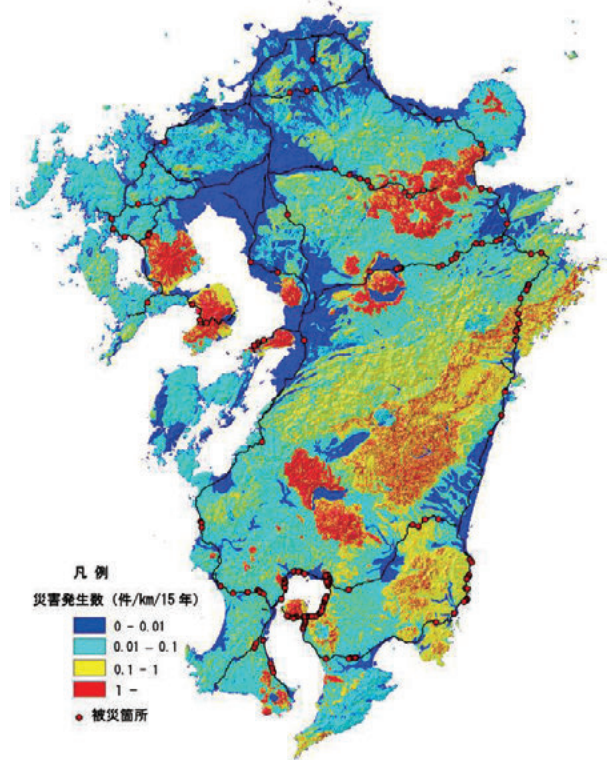 凡 例
災害発生数 (件/km/15 年)
0 - 0.01
0.01 - 0.1
0.1 - 1
1 -
被災箇所